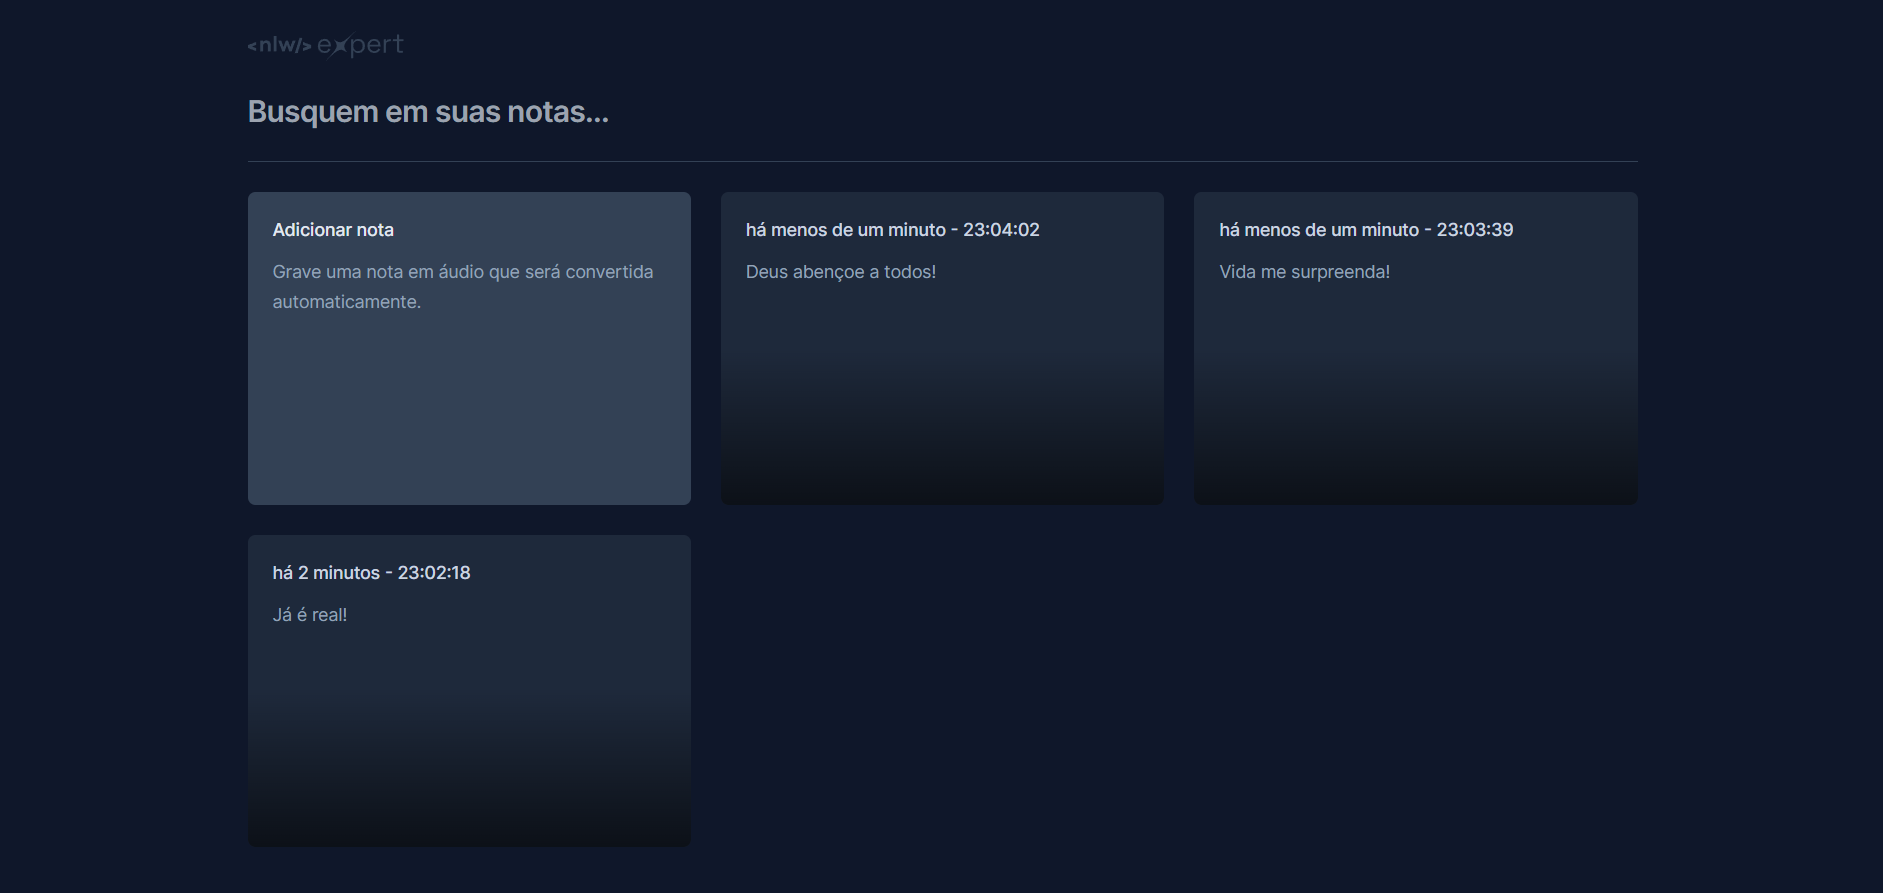 <nlw/> expert
Busquem em suas notas...
Adicionar nota
Grave uma nota em áudio que será convertida
automaticamente.
há menos de um minuto - 23:04:02
Deus abençoe a todos!
há menos de um minuto - 23:03:39
Vida me surpreenda!
há 2 minutos - 23:02:18
Já é real!